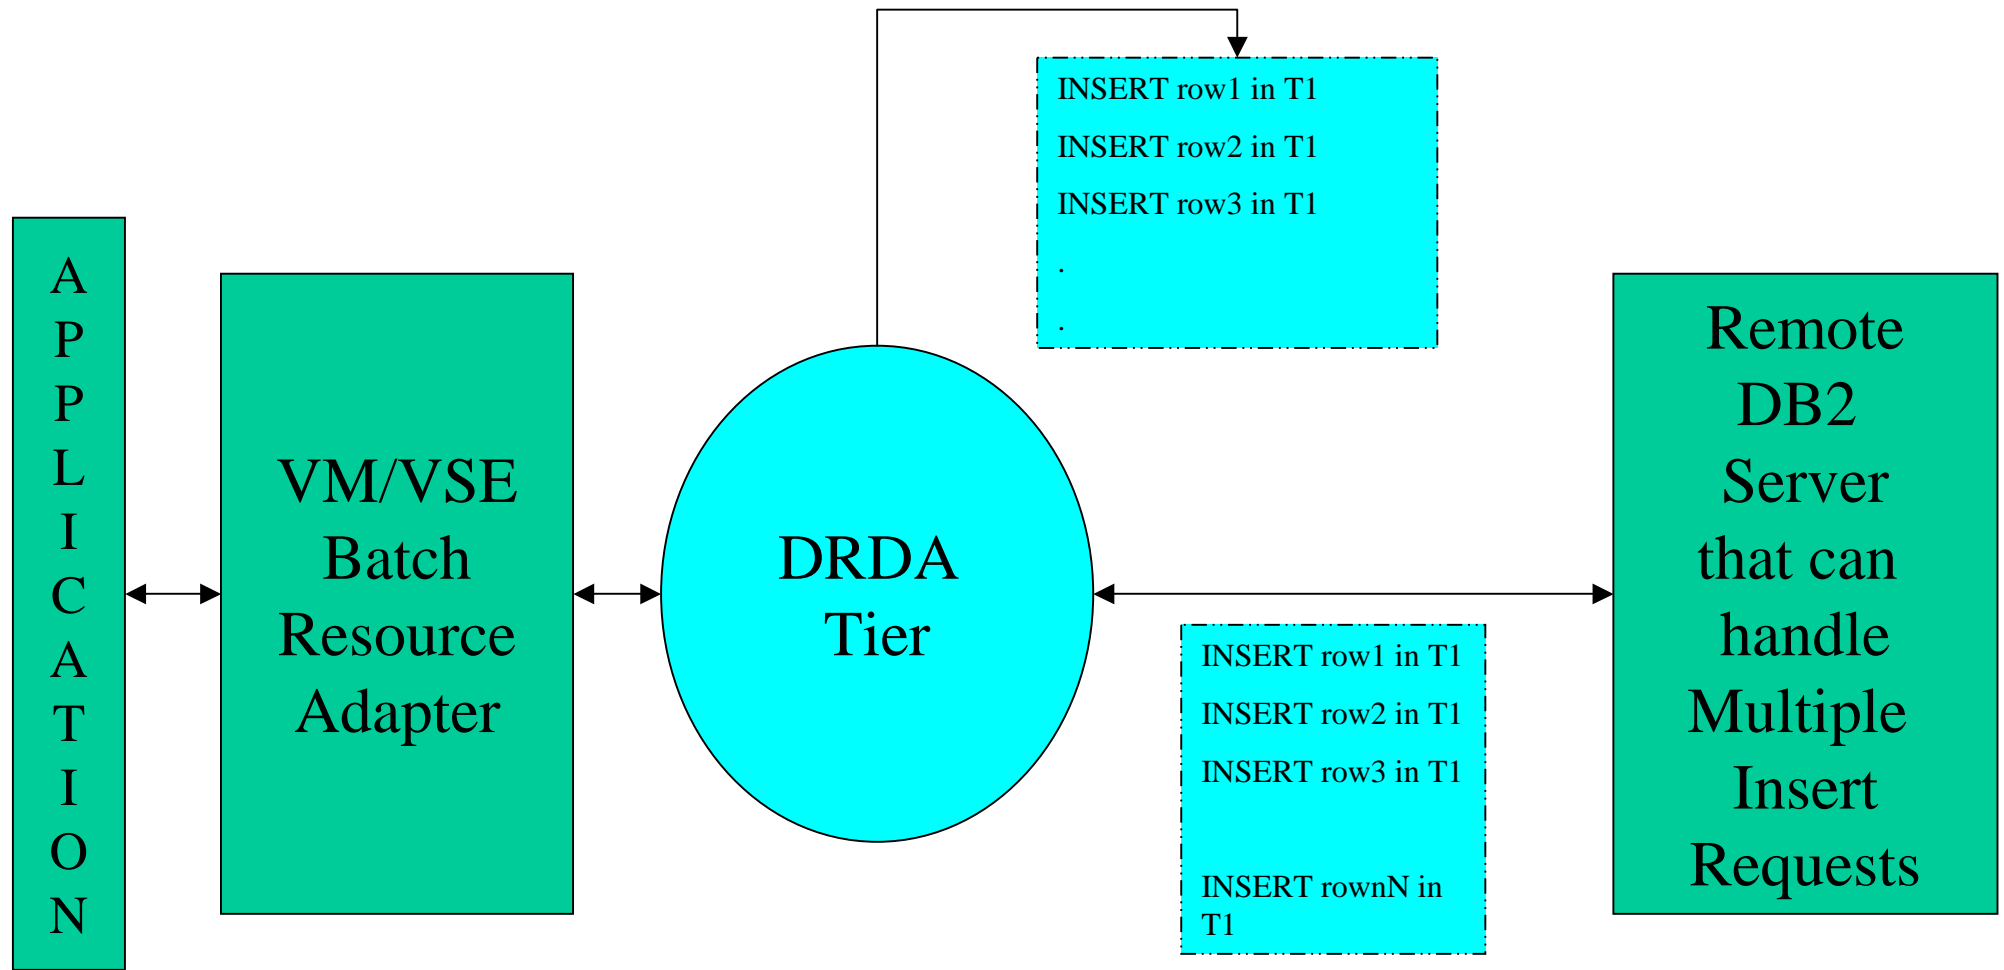 A
P
P
L
I
C
A
T
I
O
N
VM/VSE
Batch
Resource
Adapter
DRDA
Tier
INSERT row1 in T1
INSERT row2 in T1
INSERT row3 in T1
.
.
INSERT row1 in T1
INSERT row2 in T1
INSERT row3 in T1
INSERT rownN in
T1
Remote
DB2
Server
that can
handle
Multiple
Insert
Requests